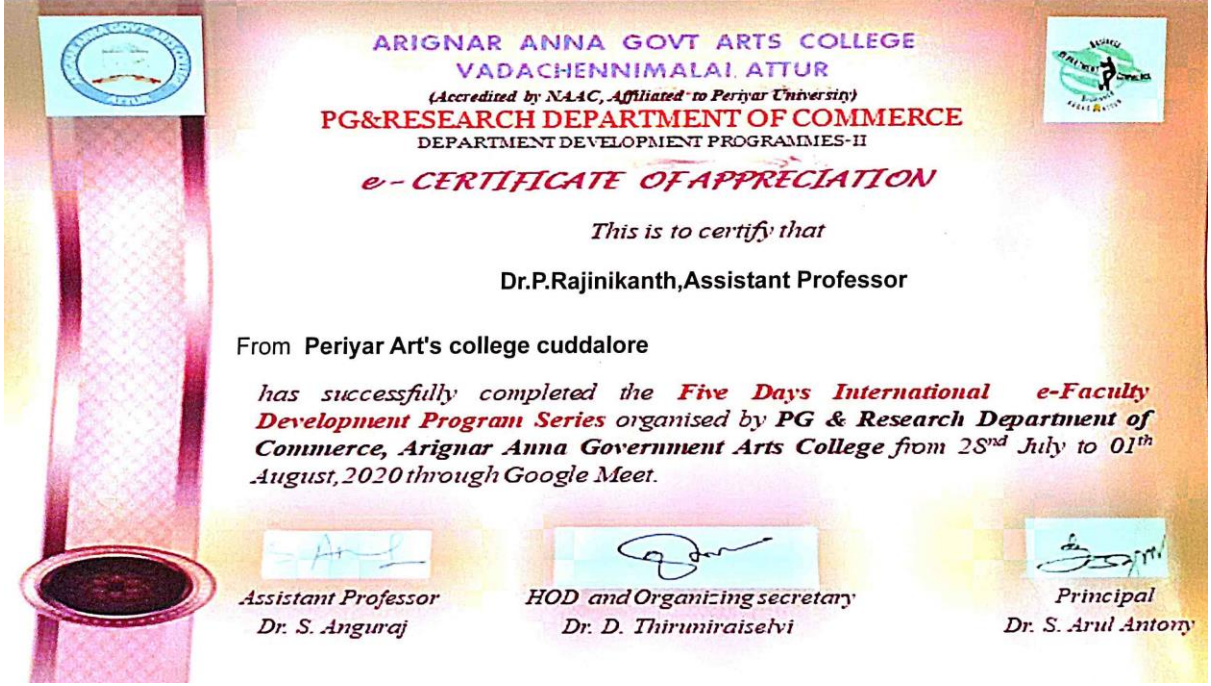 ARIGNAR ANNA GOVT ARTS COLLEGE
VADACHENNIMALAI, ATTUR
(Accredited by NAAC, Affiliated to Periyar University)
PG&RESEARCH DEPARTMENT OF COMMERCE
DEPARTMENT DEVELOPMENT PROGRAMMES-II
e-CERTIFICATE OF APPRECIATION
This is to certify that
Dr.P.Rajinikanth,Assistant Professor
From Periyar Art's college cuddalore
has successfully completed the Five Days International e-Faculty
Development Program Series organised by PG & Research Department of
Commerce, Arignar Anna Government Arts College from 28nd July to 01th
August,2020 through Google Meet.
Assistant Professor
Dr. S. Anguraj
HOD and Organizing secretary
Dr. D. Thiruniraiselvi
Principal
Dr. S. Arul Antony